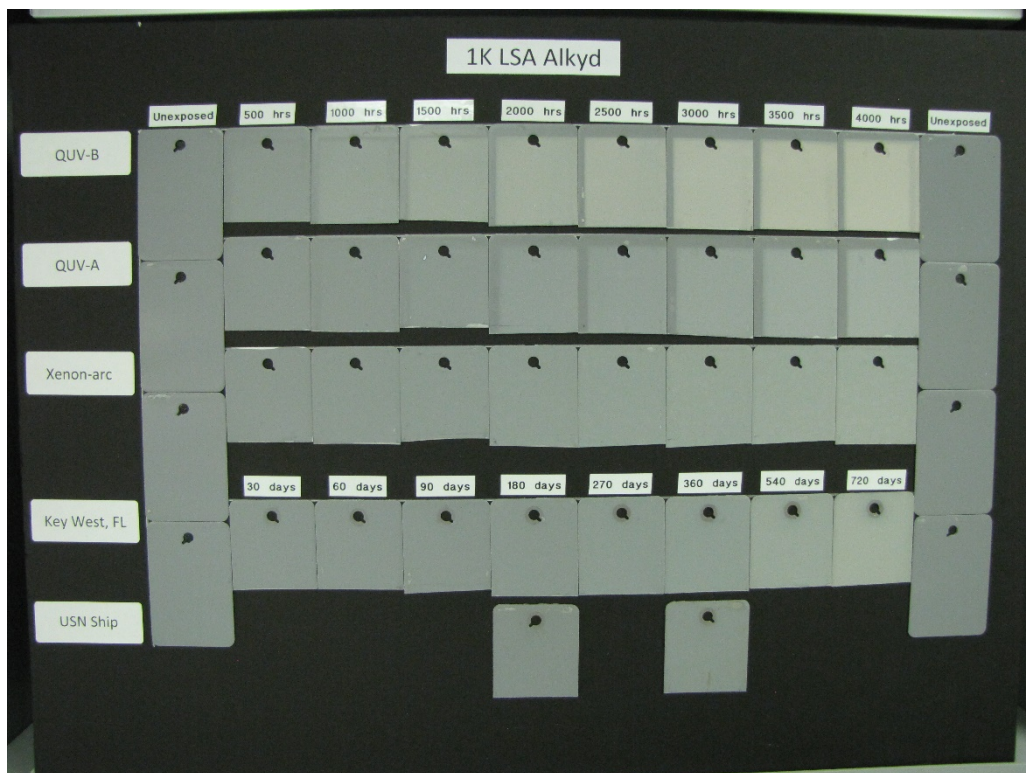 1K LSA Alkyd
Unexposed 500 hrs 1000 hrs 1500 hrs 2000 hrs 2500 hrs 3000 hrs 3500 hrs 4000 hrs Unexposed
QUV-B
QUV-A
Xenon-arc
30 days 60 days 90 days 180 days 270 days 360 days 540 days 720 days
Key West, FL
USN Ship